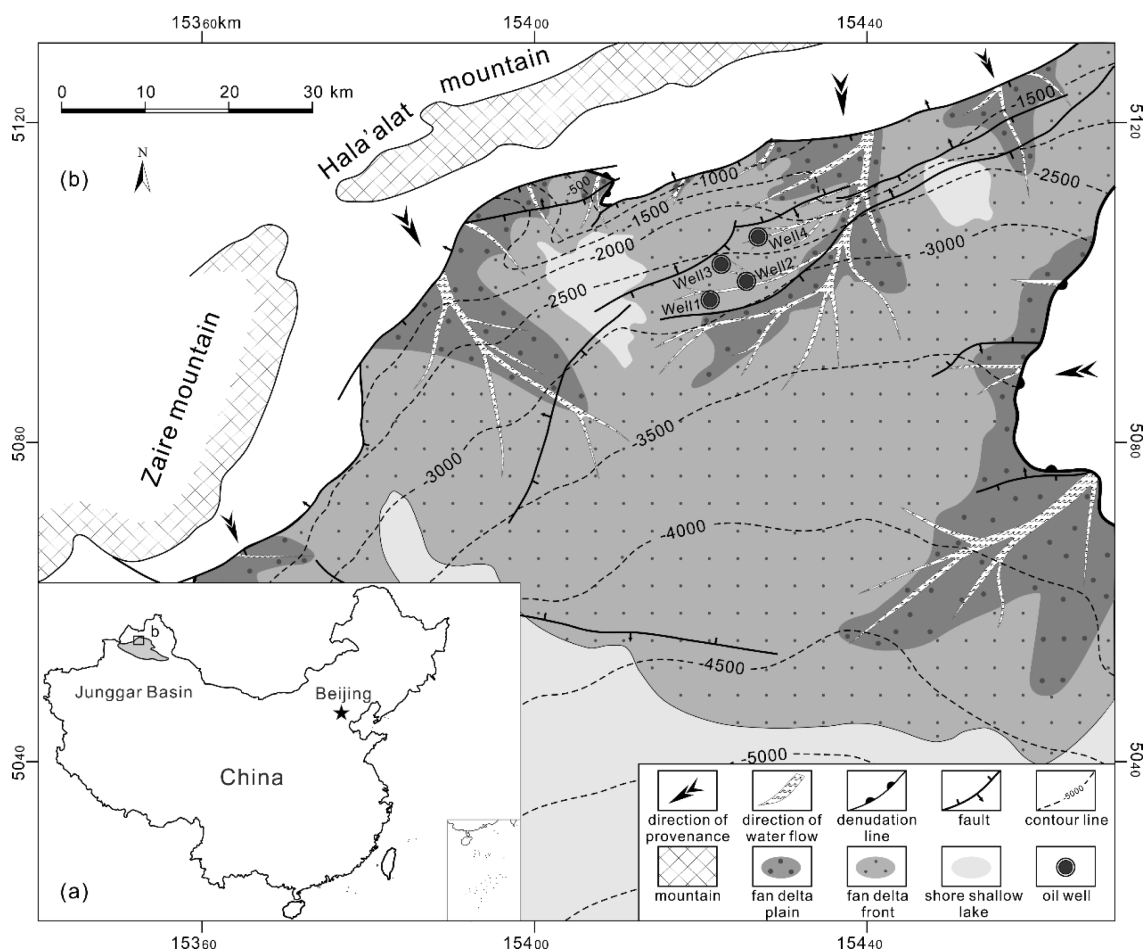 15360km
15400
15440
0 10 20 30 km
N
(b)
Hala'alat mountain
Zaire mountain
5120
5080
5040
5120
5080
5040
-500
1000
-1500
-2000
-2500
-1500
-2500
-3000
-3000
-3500
-4000
-4500
-5000
Well4
Well3
Well2
Well1
b
Junggar Basin
Beijing
China
(a)
-5000
direction of
provenance
direction of
water flow
denudation
line
fault
contour line
mountain
fan delta
plain
fan delta
front
shore shallow
lake
oil well
15360
15400
15440